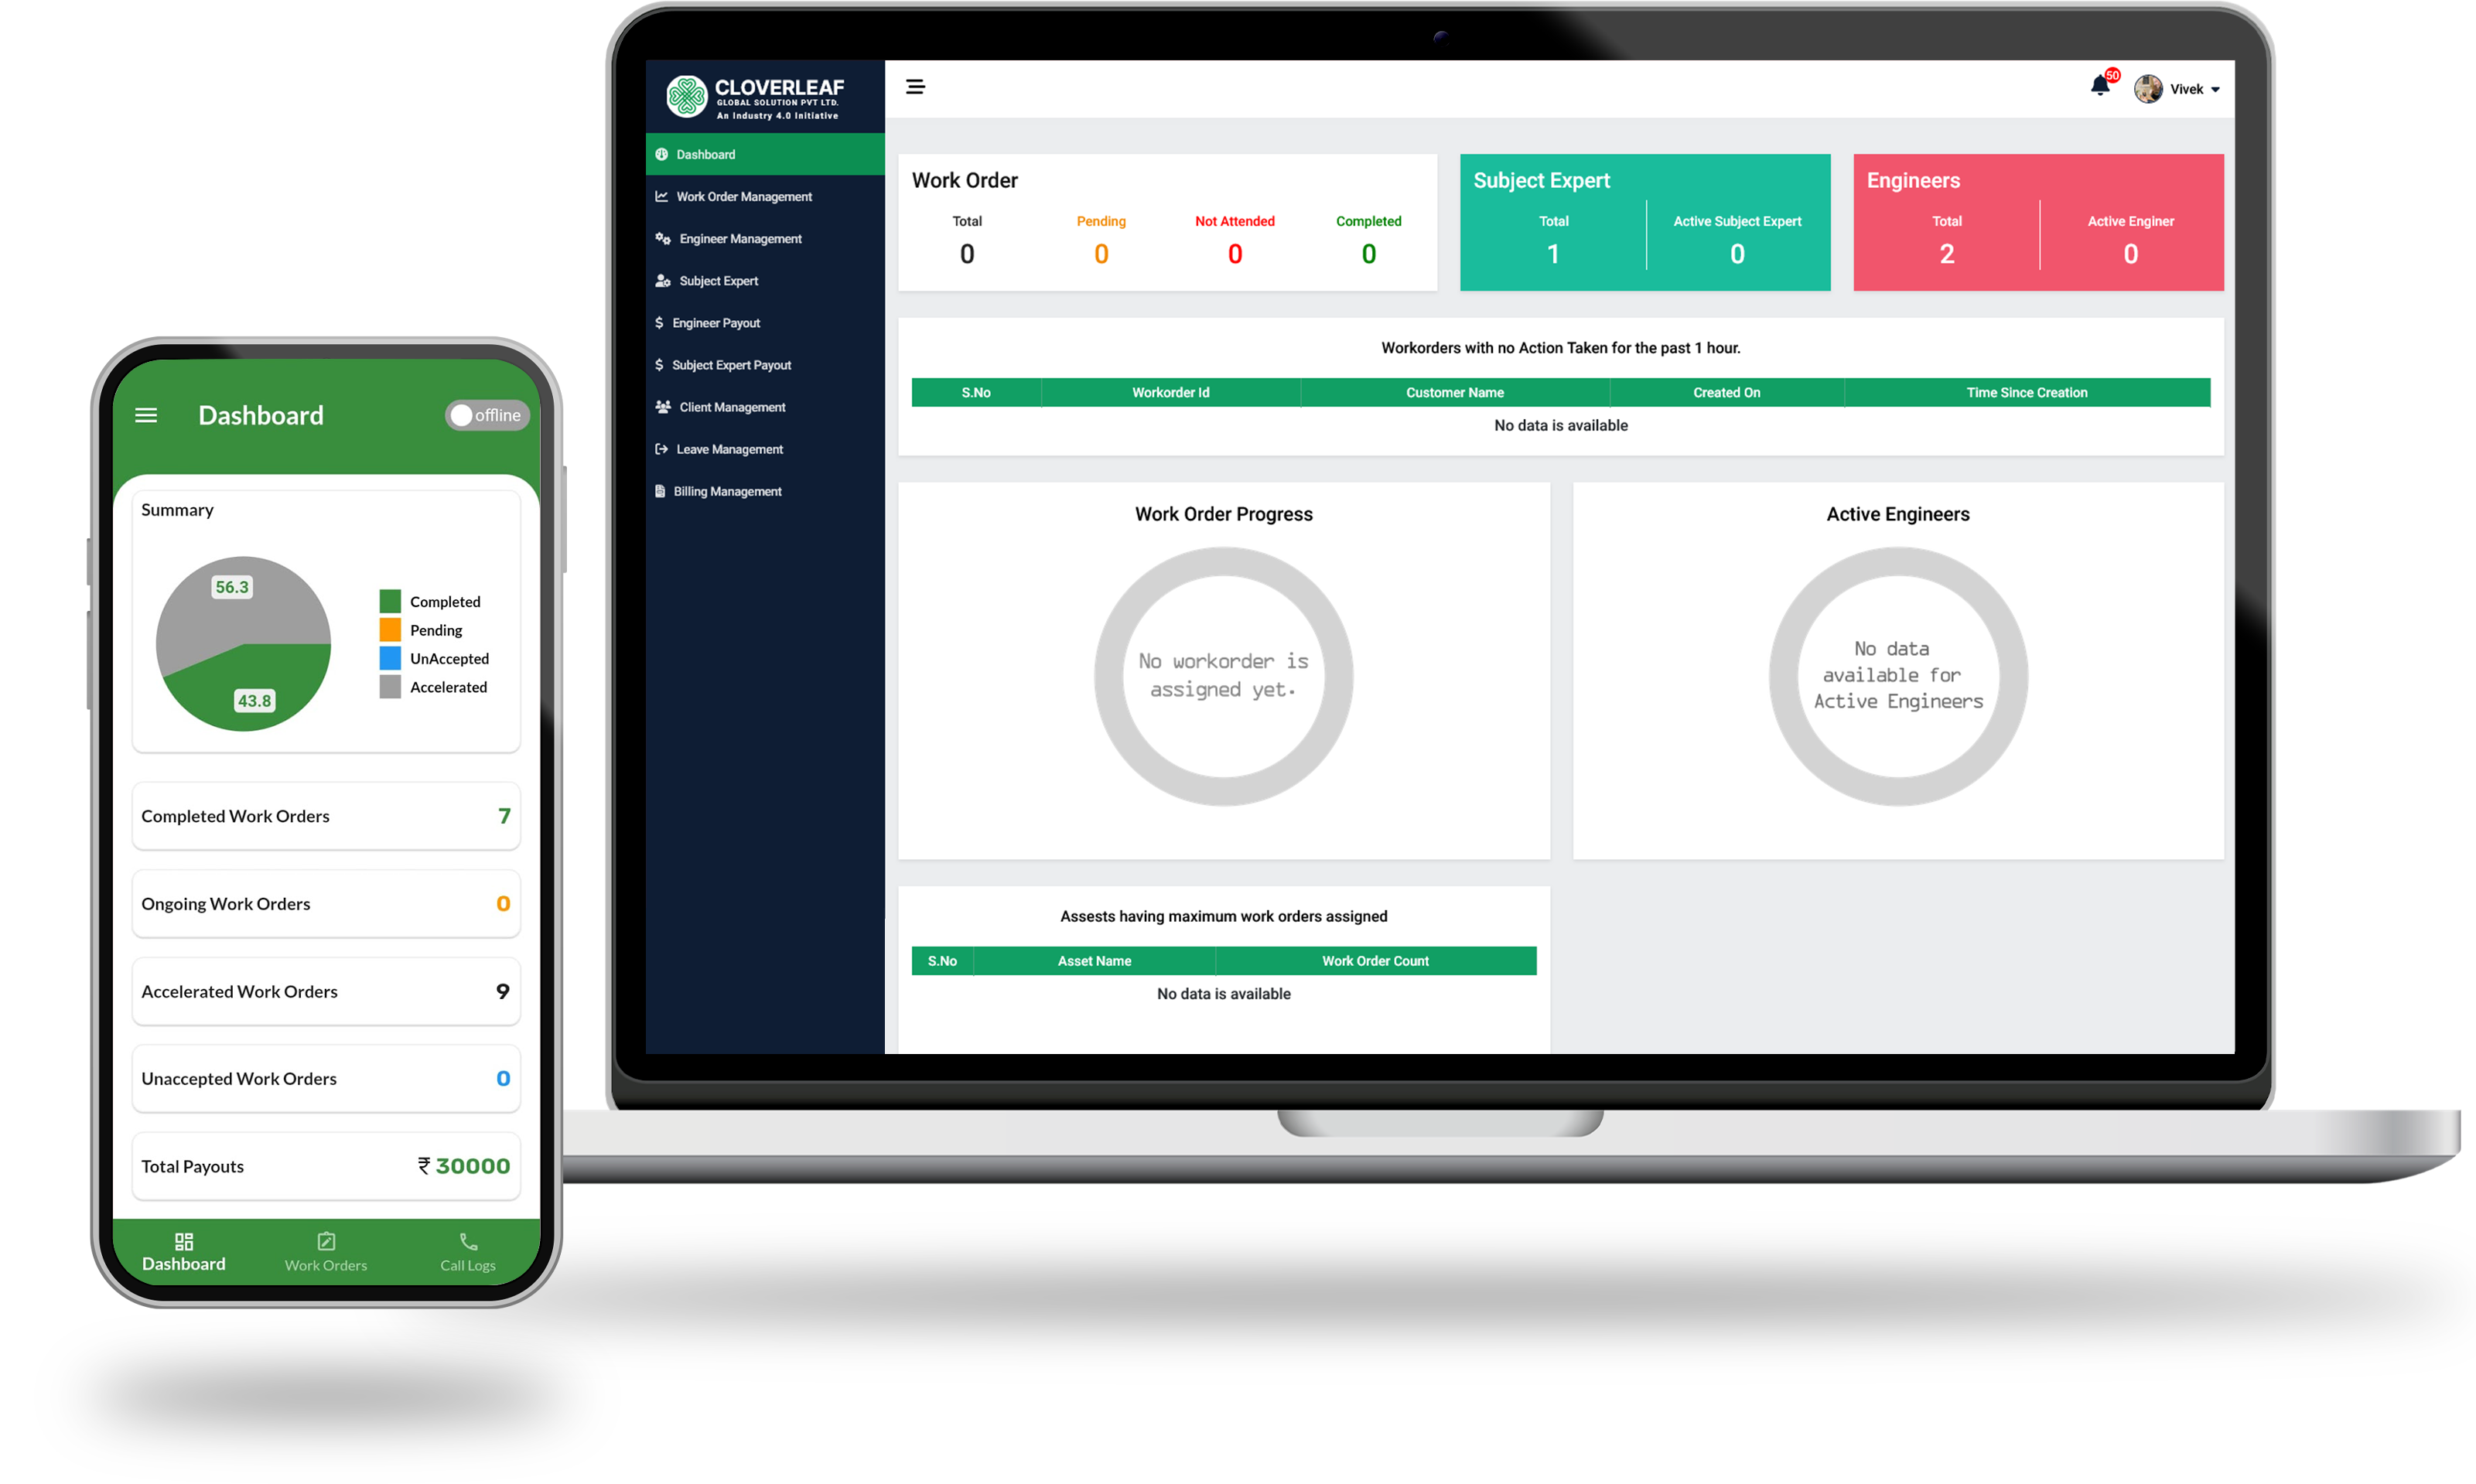 CLOVERLEAF
GLOBAL SOLUTION PVT LTD.
An Industry 4.0 Initiative
50
Vivek
Dashboard
Work Order Management
Engineer Management
Subject Expert
Engineer Payout
Subject Expert Payout
Client Management
Leave Management
Billing Management
Work Order
Total Pending Not Attended Completed
0 0 0 0
Subject Expert
Total Active Subject Expert
1 0
Engineers
Total Active Enginer
2 0
Workorders with no Action Taken for the past 1 hour.
S.No Workorder Id Customer Name Created On Time Since Creation
No data is available
Work Order Progress
No workorder is
assigned yet.
Active Engineers
No data
available for
Active Engineers
Assests having maximum work orders assigned
S.No Asset Name Work Order Count
No data is available
Dashboard offline
Summary
56.3
43.8
Completed
Pending
UnAccepted
Accelerated
Completed Work Orders 7
Ongoing Work Orders 0
Accelerated Work Orders 9
Unaccepted Work Orders 0
Total Payouts ₹ 30000
Dashboard Work Orders Call Logs